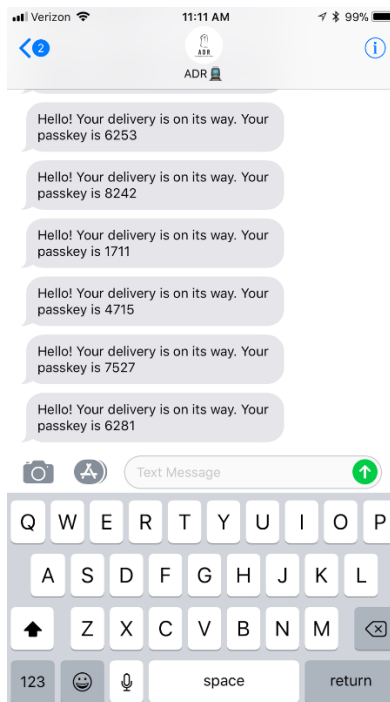 Verizon 11:11 AM 99%
2
ADR
ADR
Hello! Your delivery is on its way. Your
passkey is 6253
Hello! Your delivery is on its way. Your
passkey is 8242
Hello! Your delivery is on its way. Your
passkey is 1711
Hello! Your delivery is on its way. Your
passkey is 4715
Hello! Your delivery is on its way. Your
passkey is 7527
Hello! Your delivery is on its way. Your
passkey is 6281
Text Message
Q W E R T Y U I O P
A S D F G H J K L
Z X C V B N M
123 space return